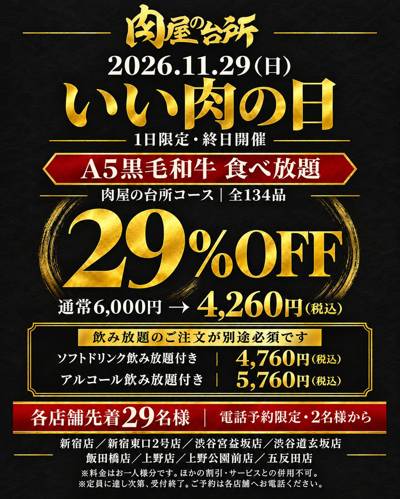 肉屋の台所
2026.11.29(日)
いい肉の日
1日限定・終日開催
A5黒毛和牛 食べ放題
肉屋の台所コース｜全134品
29%OFF
通常6,000円 → 4,260円(税込)
飲み放題のご注文が別途必須です
ソフトドリンク飲み放題付き ｜ 4,760円(税込)
アルコール飲み放題付き ｜ 5,760円(税込)
各店舗先着29名様 ｜ 電話予約限定・2名様から
新宿店／新宿東口2号店／渋谷宮益坂店／渋谷道玄坂店
飯田橋店／上野店／上野公園前店／五反田店
※料金はお一人様分です。ほかの割引・サービスとの併用不可。
※定員に達し次第、受付終了。ご予約は各店舗へお電話ください。